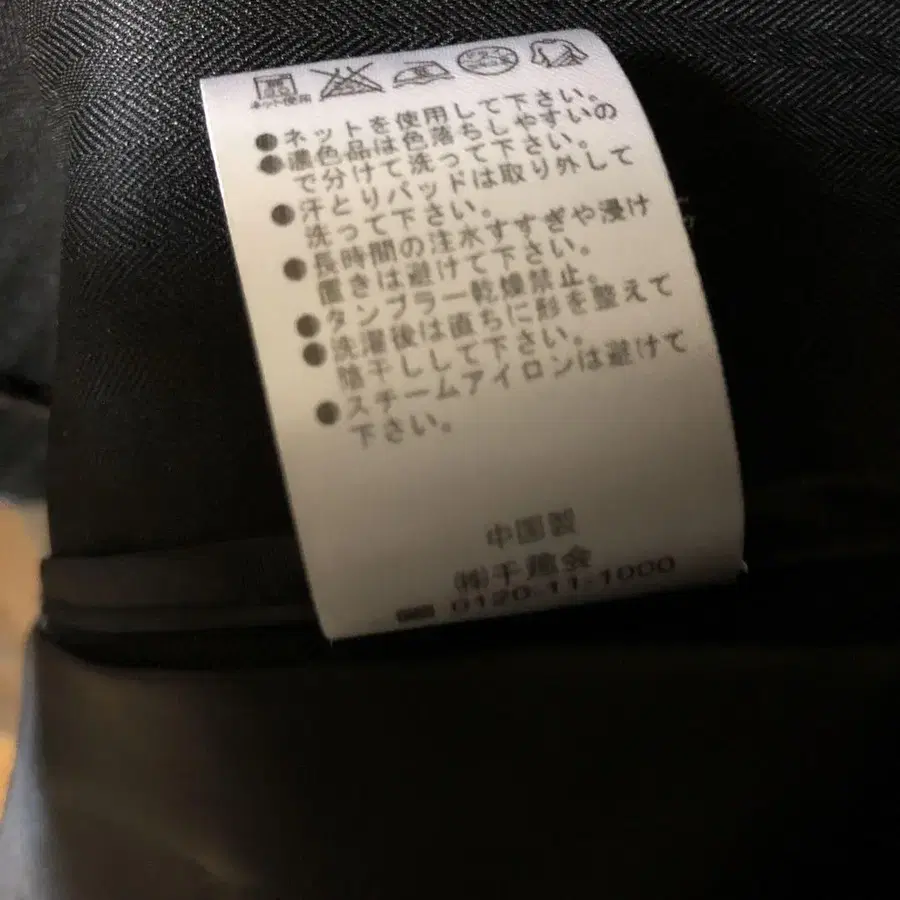 ネット使用
●ネットを使用して下さい。
●濃色品は色落ちしやすいの
で分けて洗って下さい。
●汗とりパッドは取り外して
洗って下さい。
●長時間の注水すすぎや浸け
置きは避けて下さい。
●タンブラー乾燥禁止。
●洗濯後は直ちに形を整えて
陰干しして下さい。
●スチームアイロンは避けて
下さい。
中国製
㈱千趣会
0120-11-1000